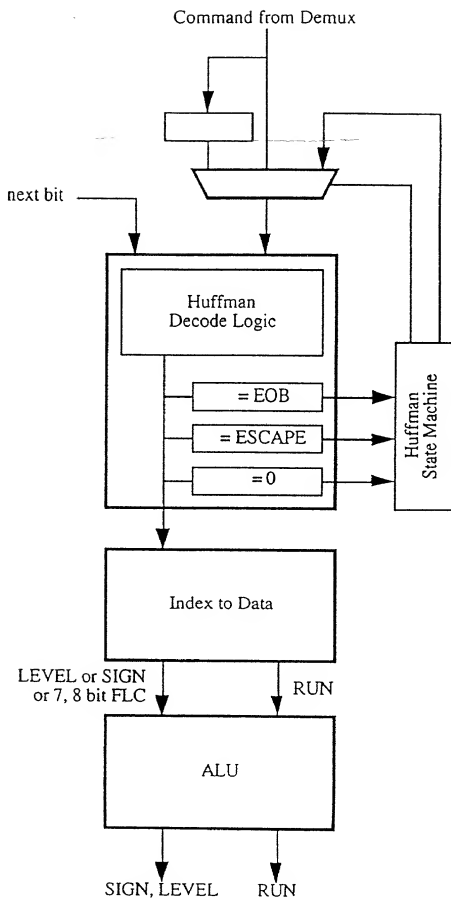 Command from Demux
next bit
Huffman
Decode Logic
= EOB
= ESCAPE
= 0
Huffman
State Machine
Index to Data
LEVEL or SIGN
or 7, 8 bit FLC
RUN
ALU
SIGN, LEVEL
RUN